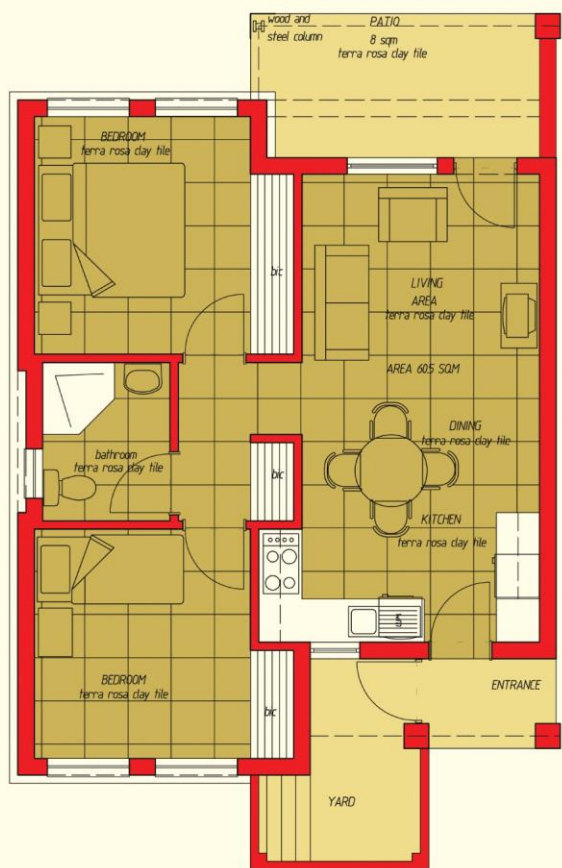 wood and
steel column
PATIO
8 sqm
terra rosa clay tile
BEDROOM
terra rosa clay tile
bic
LIVING
AREA
terra rosa clay tile
AREA 605 SQM
DINING
terra rosa clay tile
bathroom
terra rosa clay tile
bic
KITCHEN
terra rosa clay tile
BEDROOM
terra rosa clay tile
bic
ENTRANCE
YARD